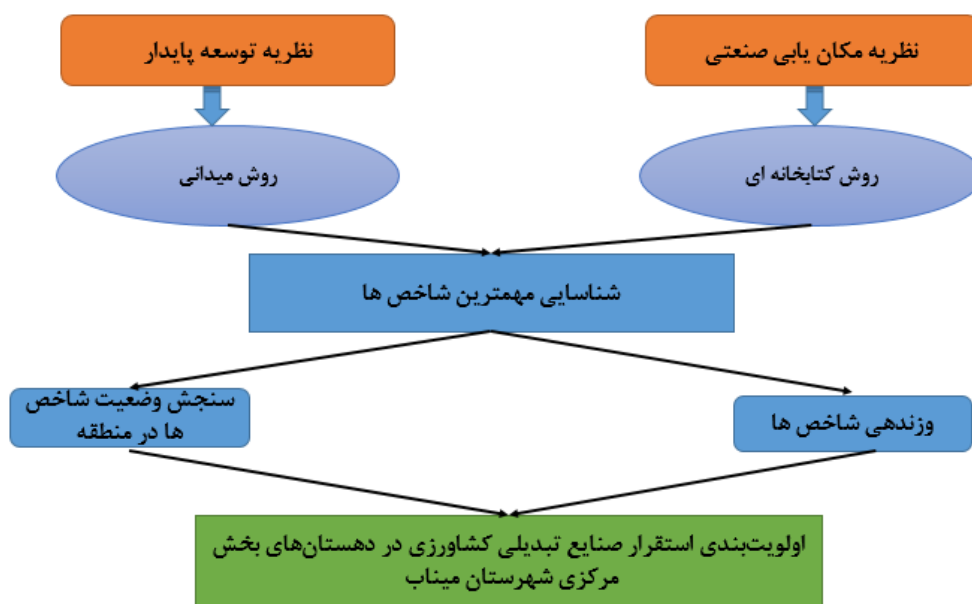 نظریه مکان یابی صنعتی
نظریه توسعه پایدار
روش کتابخانه ای
روش میدانی
شناسایی مهمترین شاخص ها
وزندهی شاخص ها
سنجش وضعیت شاخص
ها در منطقه
اولویت‌بندی استقرار صنایع تبدیلی کشاورزی در دهستان‌های بخش
مرکزی شهرستان میناب